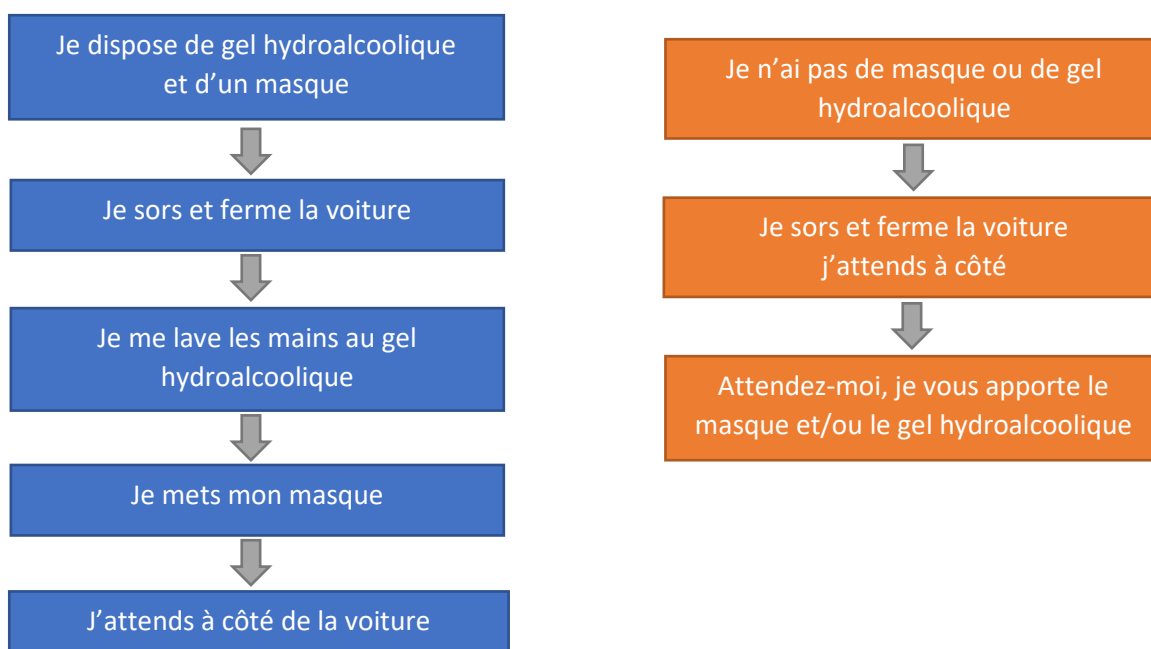 Je dispose de gel hydroalcoolique
et d’un masque
Je sors et ferme la voiture
Je me lave les mains au gel
hydroalcoolique
Je mets mon masque
J’attends à côté de la voiture
Je n’ai pas de masque ou de gel
hydroalcoolique
Je sors et ferme la voiture
j’attends à côté
Attendez-moi, je vous apporte le
masque et/ou le gel hydroalcoolique